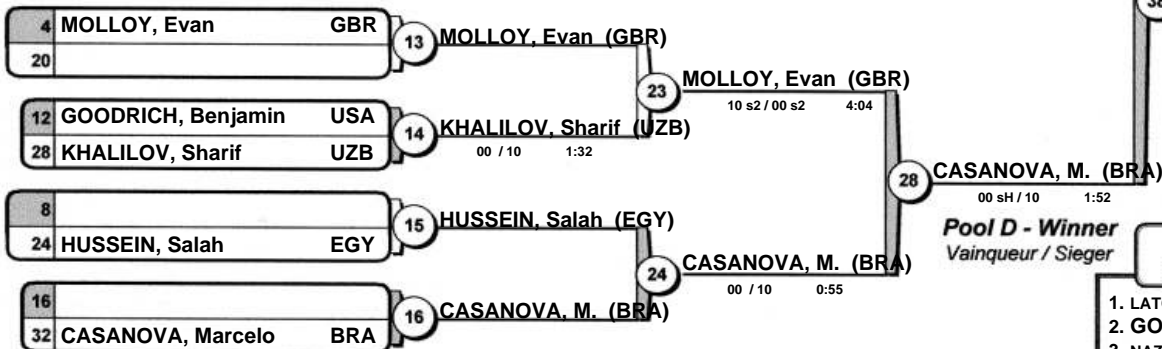 38
4 MOLLOY, Evan GBR
20
13 MOLLOY, Evan (GBR)
12 GOODRICH, Benjamin USA
28 KHALILOV, Sharif UZB
14 KHALILOV, Sharif (UZB)
00 / 10 1:32
23 MOLLOY, Evan (GBR)
10 s2 / 00 s2 4:04
8
24 HUSSEIN, Salah EGY
15 HUSSEIN, Salah (EGY)
16
32 CASANOVA, Marcelo BRA
16 CASANOVA, M. (BRA)
24 CASANOVA, M. (BRA)
00 / 10 0:55
28 CASANOVA, M. (BRA)
00 sH / 10 1:52
Pool D - Winner
Vainqueur / Sieger
1.
2.